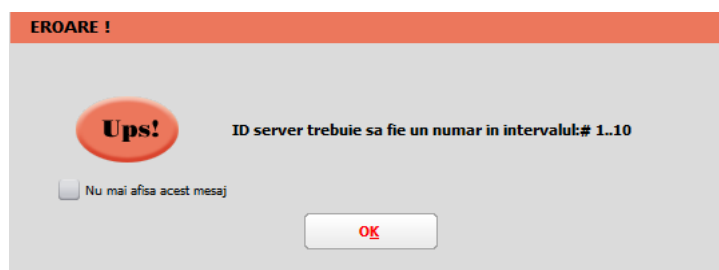 EROARE !
Ups!
ID server trebuie sa fie un numar in intervalul:# 1..10
Nu mai afisa acest mesaj
OK